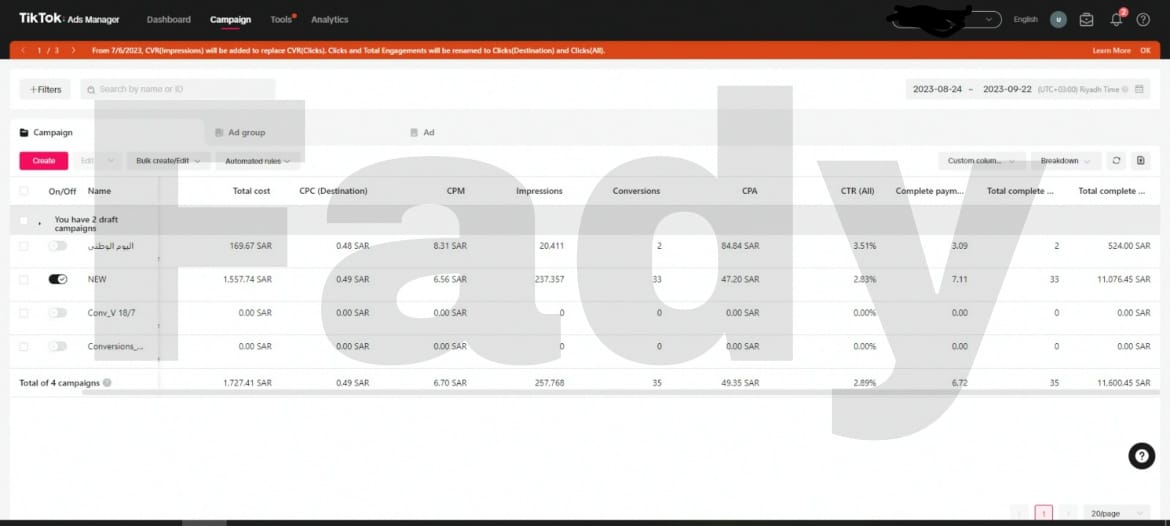 TikTok: Ads Manager Dashboard Campaign Tools Analytics English U 2
1 / 3 From 7/6/2023, CVR(Impressions) will be added to replace CVR(Clicks). Clicks and Total Engagements will be renamed to Clicks(Destination) and Clicks(All). Learn More OK
+Filters Search by name or ID 2023-08-24 ~ 2023-09-22 (UTC+03:00) Riyadh Time
Campaign Ad group Ad
Create Edit Bulk create/Edit Automated rules Custom colum... Breakdown
On/Off Name Total cost CPC (Destination) CPM Impressions Conversions CPA CTR (All) Complete paym... Total complete ... Total complete ...
You have 2 draft
campaigns
اليوم الوطني 169.67 SAR 0.48 SAR 8.31 SAR 20,411 2 84.84 SAR 3.51% 3.09 2 524.00 SAR
NEW 1,557.74 SAR 0.49 SAR 6.56 SAR 237,357 33 47.20 SAR 2.83% 7.11 33 11,076.45 SAR
Conv_V 18/7 0.00 SAR 0.00 SAR 0.00 SAR 0 0 0.00 SAR 0.00% 0.00 0 0.00 SAR
Conversions_... 0.00 SAR 0.00 SAR 0.00 SAR 0 0 0.00 SAR 0.00% 0.00 0 0.00 SAR
Total of 4 campaigns 1,727.41 SAR 0.49 SAR 6.70 SAR 257,768 35 49.35 SAR 2.89% 6.72 35 11,600.45 SAR
Fady
1 20/page